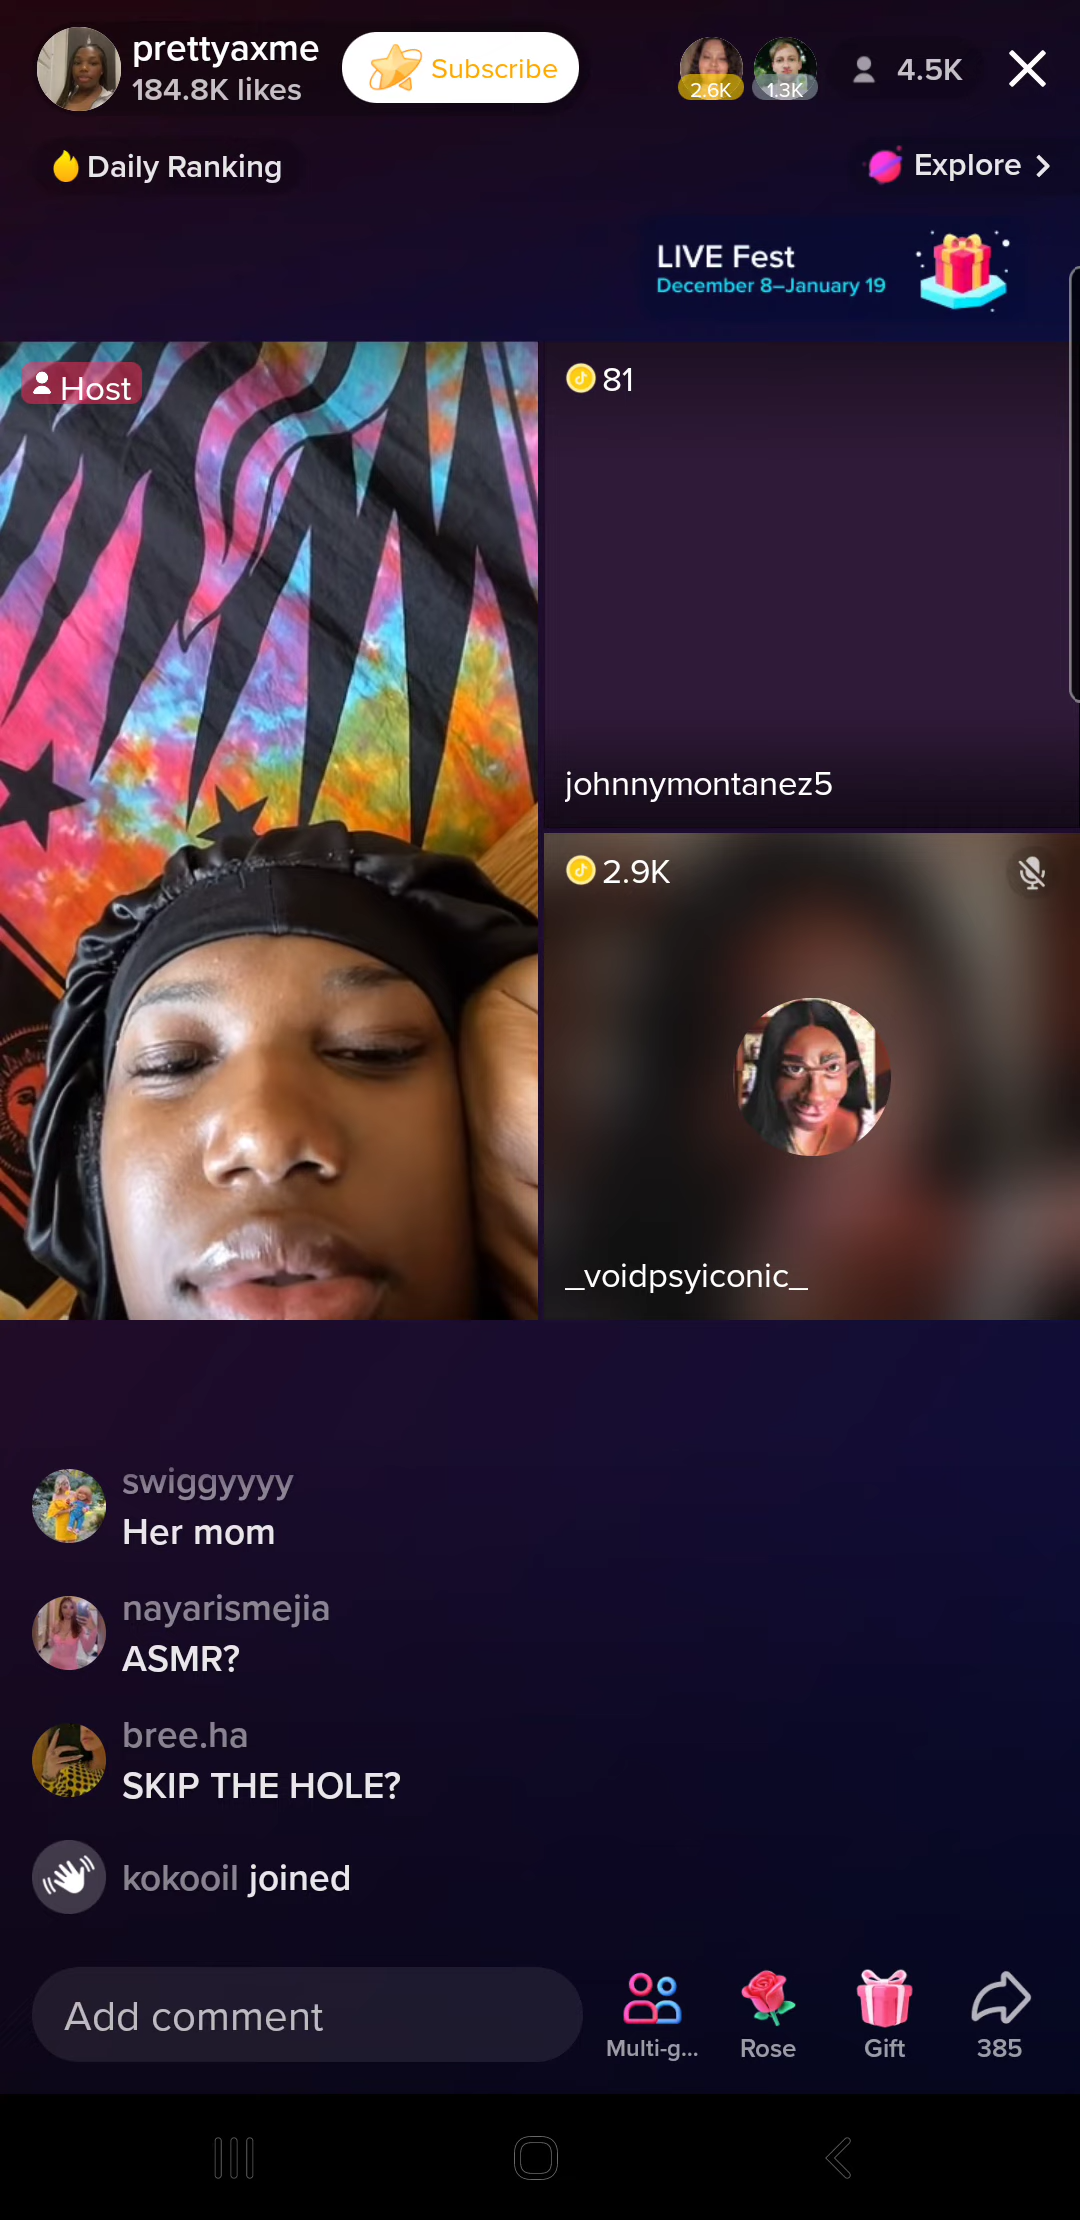 prettyaxme
184.8K likes
Subscribe
2.6K
1.3K
4.5K
Daily Ranking
Explore
LIVE Fest
December 8–January 19
Host
81
johnnymontanez5
2.9K
_voidpsyiconic_
swiggyyyy
Her mom
nayarismejia
ASMR?
bree.ha
SKIP THE HOLE?
kokooil joined
Add comment
Multi-g...
Rose
Gift
385